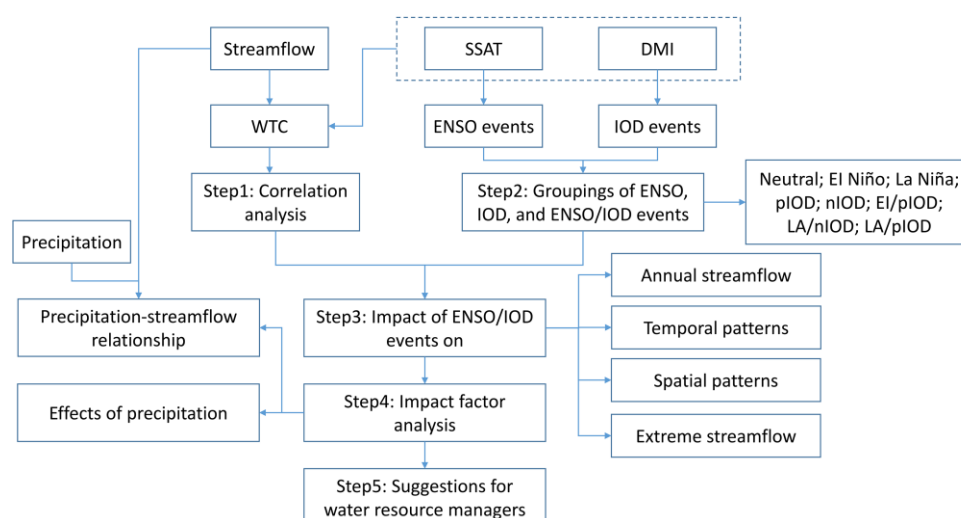 Streamflow
SSAT
DMI
WTC
ENSO events
IOD events
Step1: Correlation
analysis
Step2: Groupings of ENSO,
IOD, and ENSO/IOD events
Neutral; EI Niño; La Niña;
pIOD; nIOD; EI/pIOD;
LA/nIOD; LA/pIOD
Precipitation
Annual streamflow
Precipitation-streamflow
relationship
Step3: Impact of ENSO/IOD
events on
Temporal patterns
Spatial patterns
Effects of precipitation
Step4: Impact factor
analysis
Extreme streamflow
Step5: Suggestions for
water resource managers